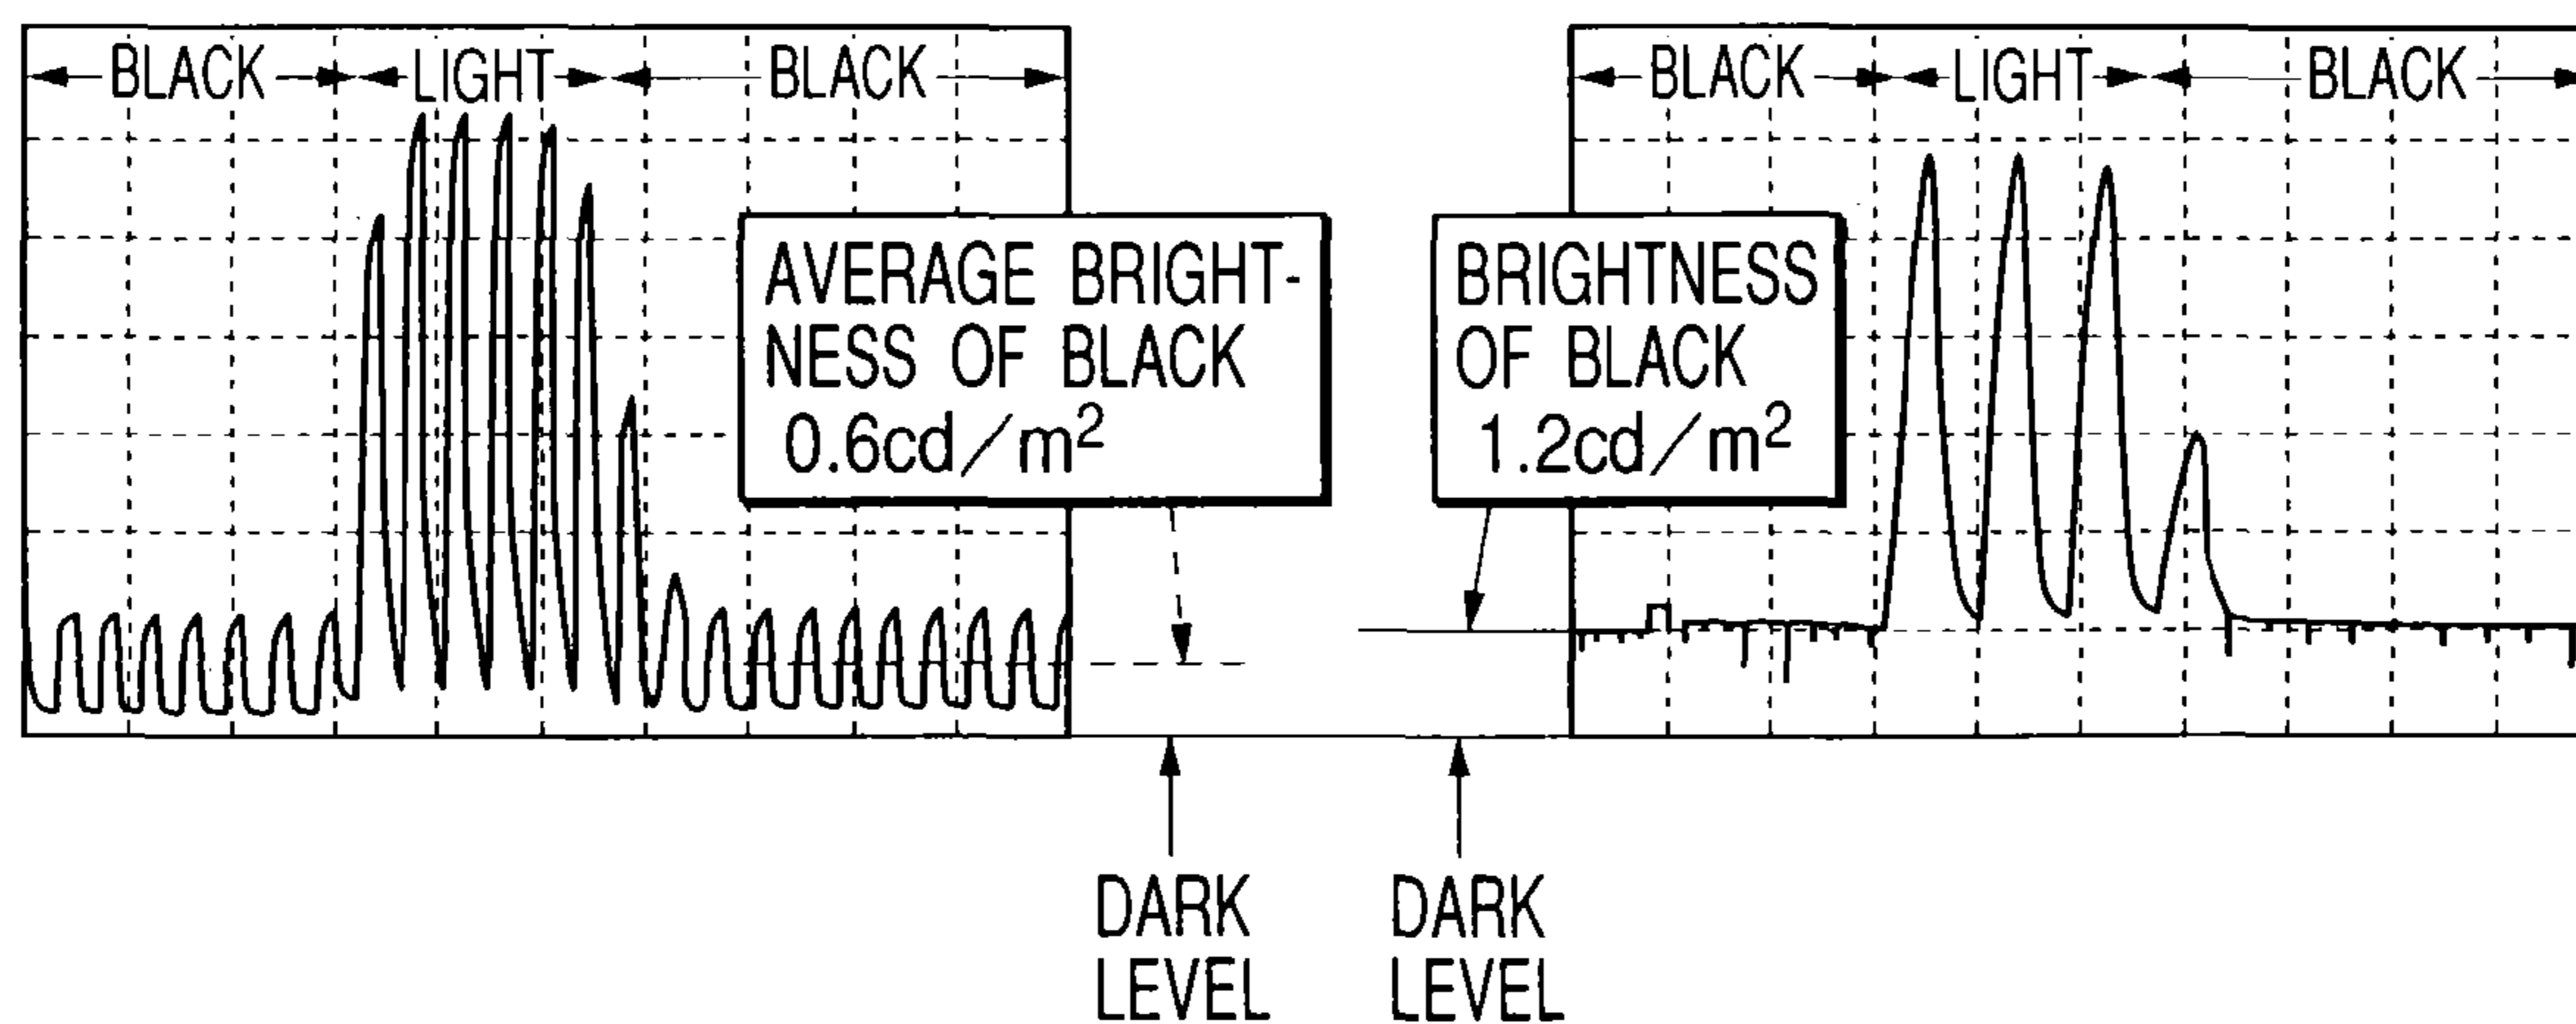 BLACK LIGHT BLACK
BLACK LIGHT BLACK
AVERAGE BRIGHT-
NESS OF BLACK
0.6cd/m²
BRIGHTNESS
OF BLACK
1.2cd/m²
DARK
LEVEL
DARK
LEVEL